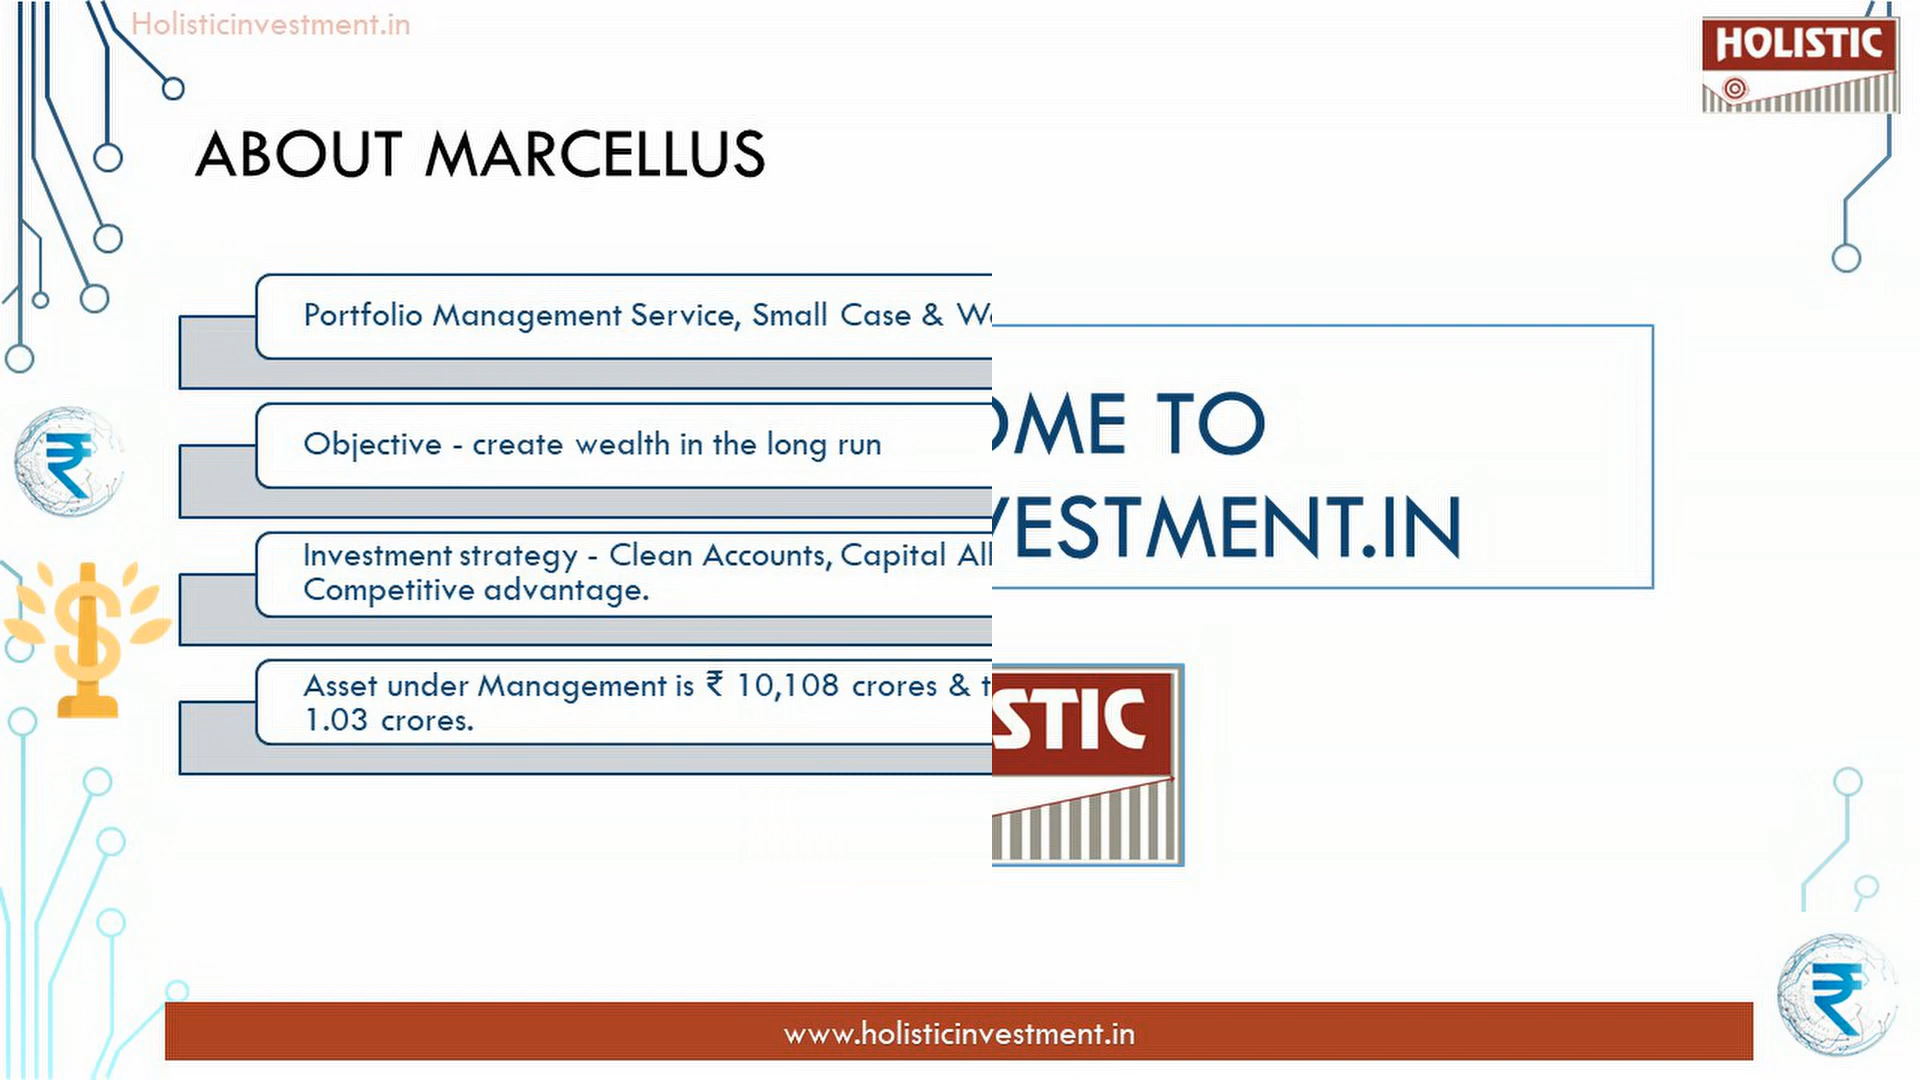 Holisticinvestment.in
HOLISTIC
ABOUT MARCELLUS
Portfolio Management Service, Small Case &
Objective - create wealth in the long run
Investment strategy - Clean Accounts, Capital
Competitive advantage.
Asset under Management is ₹ 10,108 crores &
1.03 crores.
OME TO
VESTMENT.IN
STIC
www.holisticinvestment.in